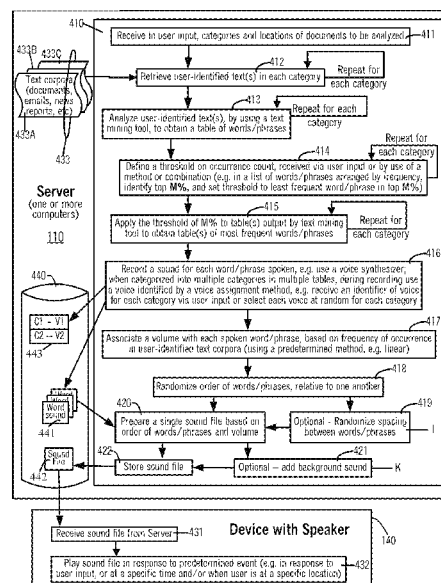 410
Receive in user input, categories and locations of documents to be analyzed
411
433B
433C
Text corpora
(documents,
emails, news
reports, etc)
433A
433
412
Retrieve user-identified text(s) in each category
Repeat for
each
category
413
Analyze user-identified text(s), by using a text
mining tool, to obtain a table of words/phrases
Repeat for each
category
414
Define a threshold on occurrence count, received via user input or by use of a
method or combination (e.g. in a list of words/phrases arranged by frequency,
identify top M%, and set threshold to least frequent word/phrase in top M%)
Repeat
for each
category
Server
(one or more
computers)
110
415
Apply the threshold of M% to table(s) output by text mining
tool to obtain table(s) of most frequent words/phrases
Repeat for
each category
416
Record a sound for each word/phrase spoken, e.g. use a voice synthesizer;
when categorized into multiple categories in multiple tables, during recording use
a voice identified by a voice assignment method, e.g. receive an identifier of voice
for each category via user input or select each voice at random for each category
440
C1 - V1
C2 -- V2
443
417
Associate a volume with each spoken word/phrase, based on frequency of occurrence
in user-identified text corpora (using a predetermined method, e.g. linear)
418
Randomize order of words/phrases, relative to one another
Word
sound
441
420
Prepare a single sound file based on
order of words/phrases and volume
419
Optional - Randomize spacing
between words/phrases
I
422
Store sound file
421
Optional – add background sound
K
Sound
file
442
Receive sound file from Server
431
Device with Speaker
140
Play sound file in response to predetermined event (e.g. in response to
user input, or at a specific time and/or when user is at a specific location)
432